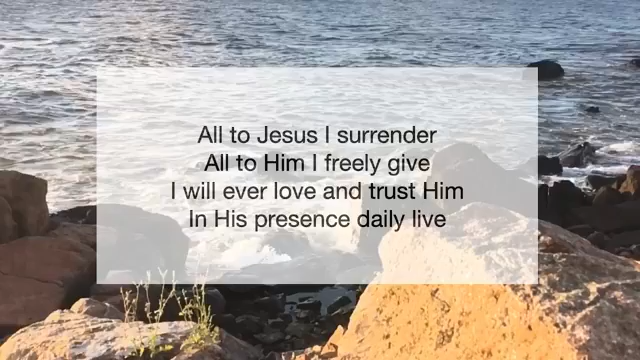 All to Jesus I surrender
All to Him I freely give
I will ever love and trust Him
In His presence daily live